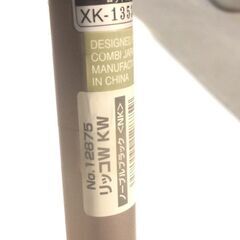 XK-135
DESIGNED
COMBI JAPA
MANUFACT
IN CHINA
No.12875
リッコW KW
ノーブルブラック <NK>